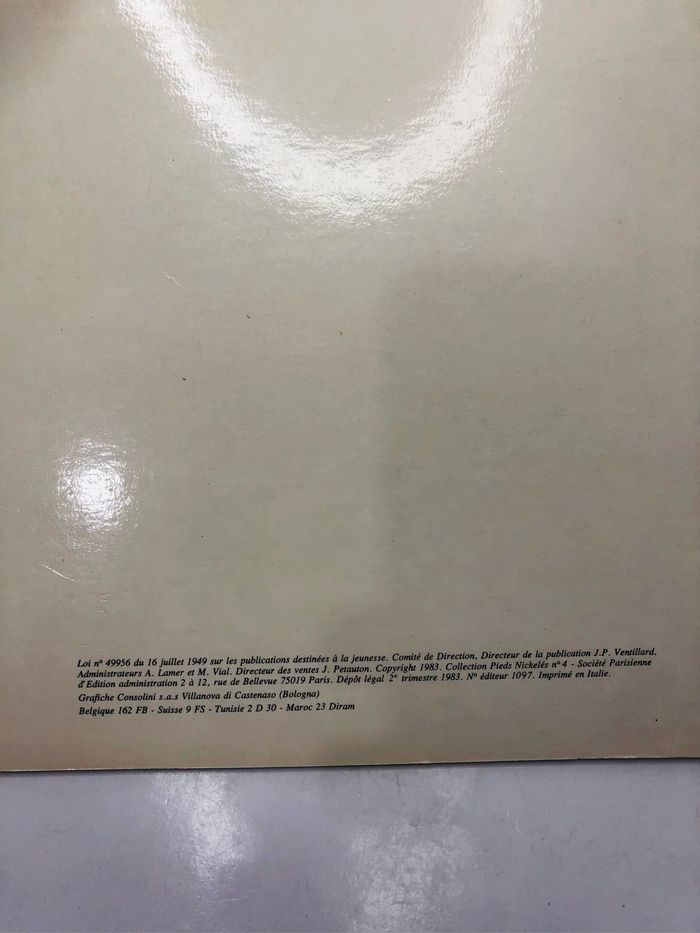 Loi n° 49956 du 16 juillet 1949 sur les publications destinées à la jeunesse. Comité de Direction, Directeur de la publication J.P. Ventillard.
Administrateurs A. Lamer et M. Vial. Directeur des ventes J. Petauton. Copyright 1983. Collection Pieds Nickelés n° 4 - Société Parisienne
d'Edition administration 2 à 12, rue de Bellevue 75019 Paris. Dépôt légal 2e trimestre 1983. N° éditeur 1097. Imprimé en Italie.
Grafiche Consolini s.a.s Villanova di Castenaso (Bologna)
Belgique 162 FB - Suisse 9 FS - Tunisie 2 D 30 - Maroc 23 Diram